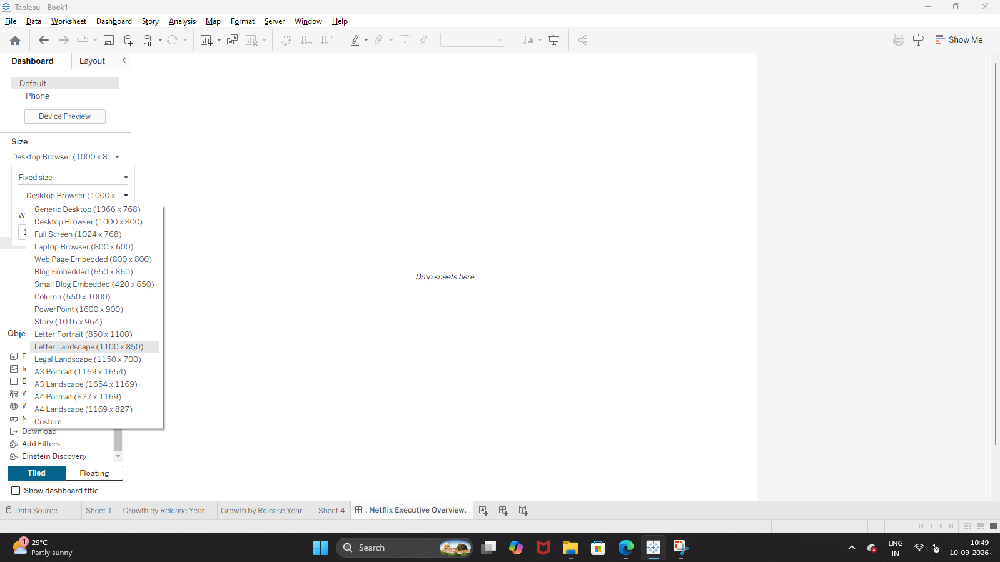 Tableau - Book1
File Data Worksheet Dashboard Story Analysis Map Format Server Window Help
Show Me
Dashboard Layout
Default
Phone
Device Preview
Size
Desktop Browser (1000 x 8...
Fixed size
Desktop Browser (1000 x ...
Generic Desktop (1366 x 768)
Desktop Browser (1000 x 800)
Full Screen (1024 x 768)
Laptop Browser (800 x 600)
Web Page Embedded (800 x 800)
Blog Embedded (650 x 860)
Small Blog Embedded (420 x 650)
Column (550 x 1000)
PowerPoint (1600 x 900)
Story (1016 x 964)
Letter Portrait (850 x 1100)
Letter Landscape (1100 x 850)
Legal Landscape (1150 x 700)
A3 Portrait (1169 x 1654)
A3 Landscape (1654 x 1169)
A4 Portrait (827 x 1169)
A4 Landscape (1169 x 827)
Custom
Drop sheets here
Download
Add Filters
Einstein Discovery
Tiled Floating
Show dashboard title
Data Source Sheet 1 Growth by Release Year. Growth by Release Year. Sheet 4 : Netflix Executive Overview.
1
29°C
Partly sunny
Search
ENG
IN
10:49
10-09-2026